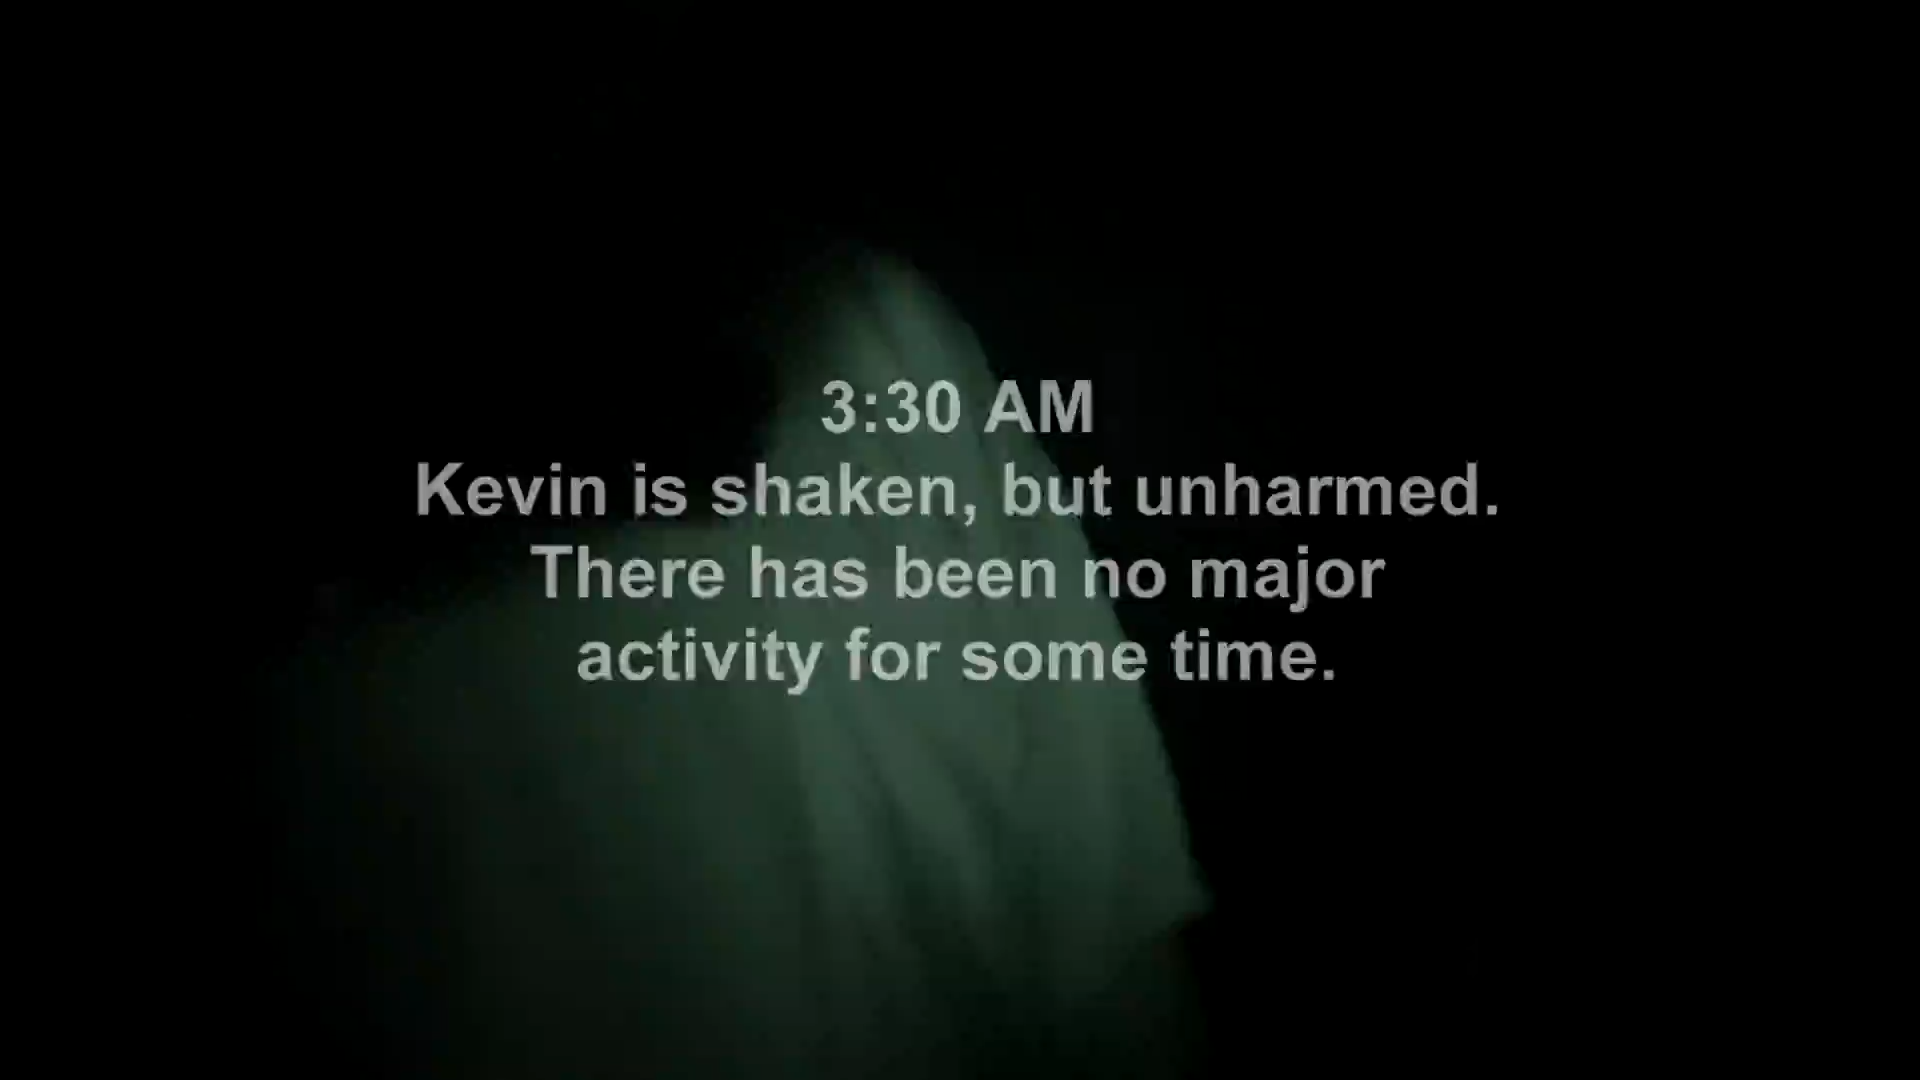 3:30 AM
Kevin is shaken, but unharmed.
There has been no major
activity for some time.